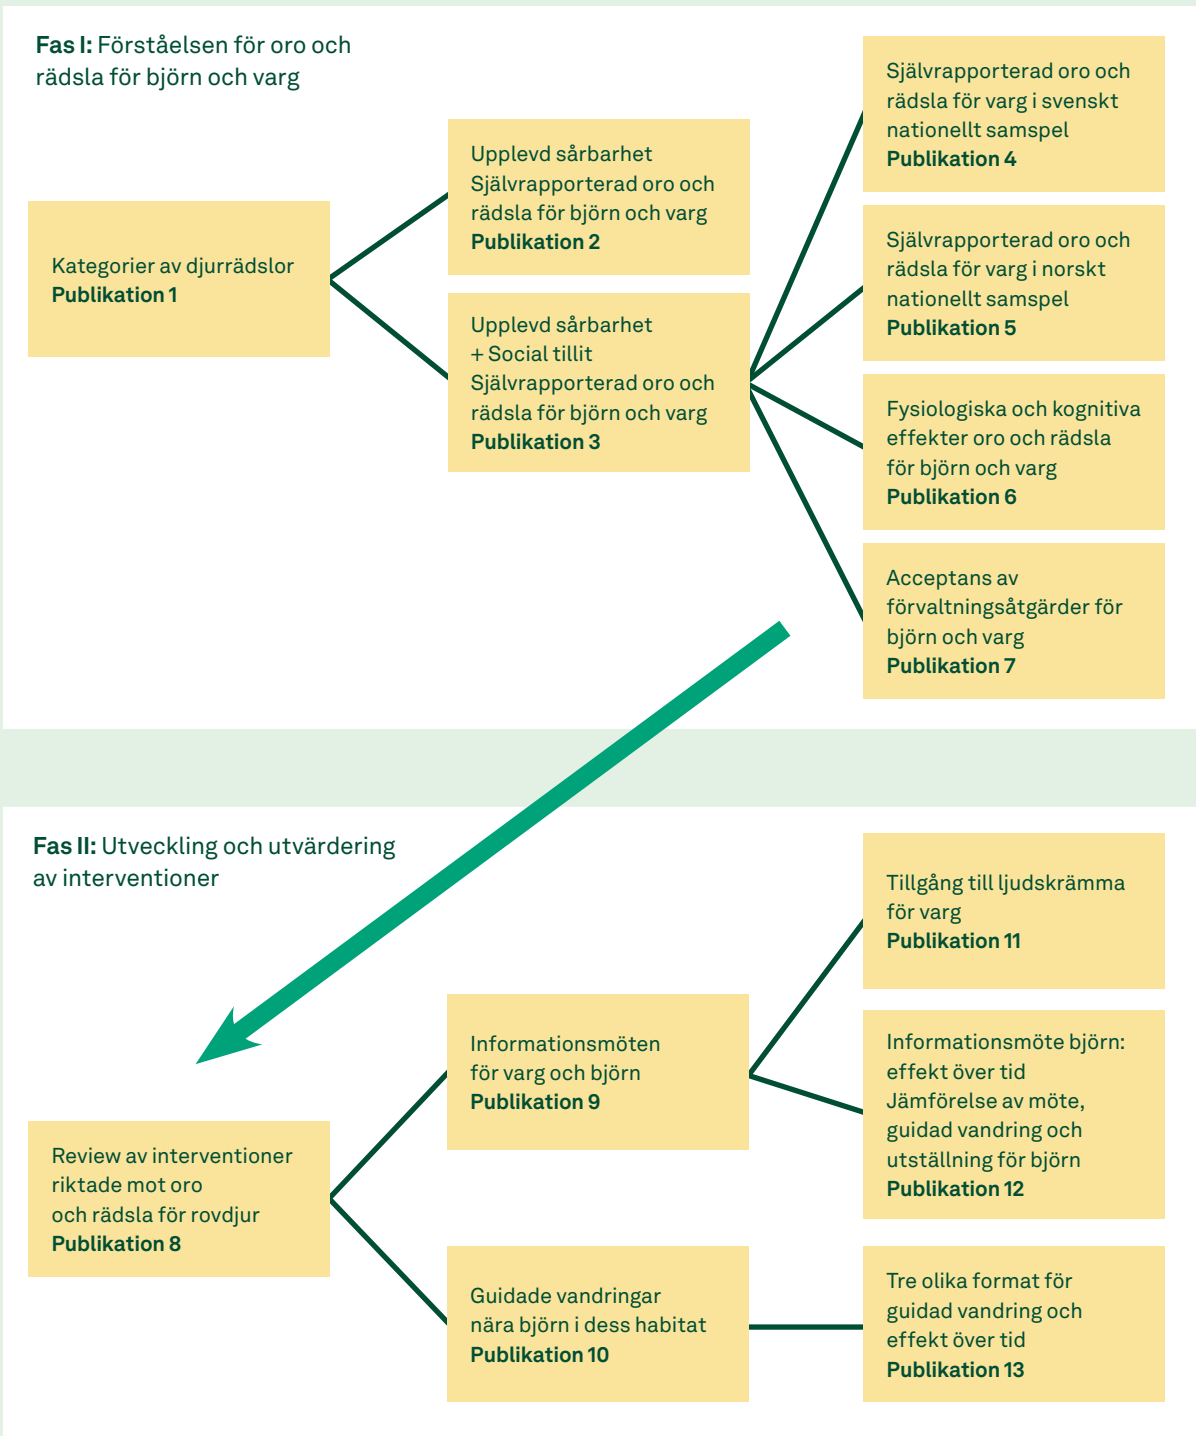 Fas I: Förståelsen för oro och
rädsla för björn och varg
Kategorier av djurrädslor
Publikation 1
Upplevd sårbarhet
Självrapporterad oro och
rädsla för björn och varg
Publikation 2
Upplevd sårbarhet
+ Social tillit
Självrapporterad oro och
rädsla för björn och varg
Publikation 3
Självrapporterad oro och
rädsla för varg i svenskt
nationellt samspel
Publikation 4
Självrapporterad oro och
rädsla för varg i norskt
nationellt samspel
Publikation 5
Fysiologiska och kognitiva
effekter oro och rädsla
för björn och varg
Publikation 6
Acceptans av
förvaltningsåtgärder för
björn och varg
Publikation 7
Fas II: Utveckling och utvärdering
av interventioner
Review av interventioner
riktade mot oro
och rädsla för rovdjur
Publikation 8
Informationsmöten
för varg och björn
Publikation 9
Guidade vandringar
nära björn i dess habitat
Publikation 10
Tillgång till ljudskrämma
för varg
Publikation 11
Informationsmöte björn:
effekt över tid
Jämförelse av möte,
guidad vandring och
utställning för björn
Publikation 12
Tre olika format för
guidad vandring och
effekt över tid
Publikation 13